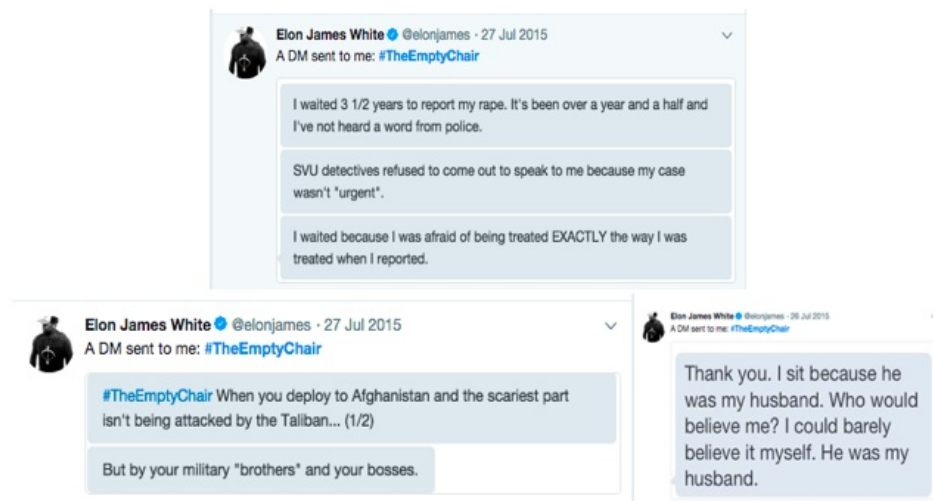 Elon James White @elonjames · 27 Jul 2015
A DM sent to me: #TheEmptyChair
I waited 3 1/2 years to report my rape. It's been over a year and a half and
I've not heard a word from police.
SVU detectives refused to come out to speak to me because my case
wasn't "urgent".
I waited because I was afraid of being treated EXACTLY the way I was
treated when I reported.
Elon James White @elonjames · 27 Jul 2015
A DM sent to me: #TheEmptyChair
#TheEmptyChair When you deploy to Afghanistan and the scariest part
isn't being attacked by the Taliban... (1/2)
But by your military "brothers" and your bosses.
Elon James White @elonjames · 26 Jul 2015
A DM sent to me: #TheEmptyChair
Thank you. I sit because he
was my husband. Who would
believe me? I could barely
believe it myself. He was my
husband.